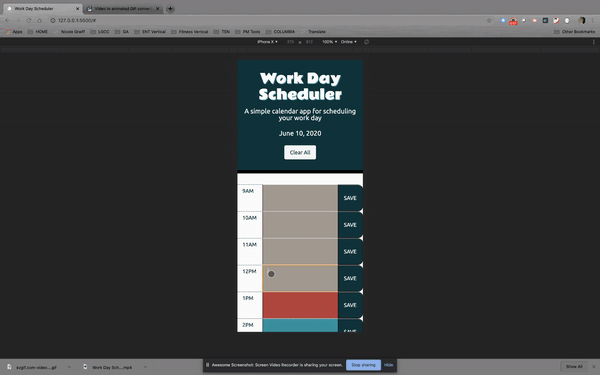 Work Day Scheduler
Video to animated GIF conver
127.0.0.1:5500/#
Apps HOME Nicole Graff LGCC GA ENT Vertical Fitness Vertical TEN PM Tools COLUMBIA Translate Other Bookmarks
iPhone X 375 × 812 100% Online
Work Day
Scheduler
A simple calendar app for scheduling
your work day
June 10, 2020
Clear All
9AM SAVE
10AM SAVE
11AM SAVE
12PM SAVE
1PM SAVE
2PM SAVE
ezgif.com-video....gif Work Day Sch....mp4 Show All
Awesome Screenshot: Screen Video Recorder is sharing your screen. Stop sharing Hide